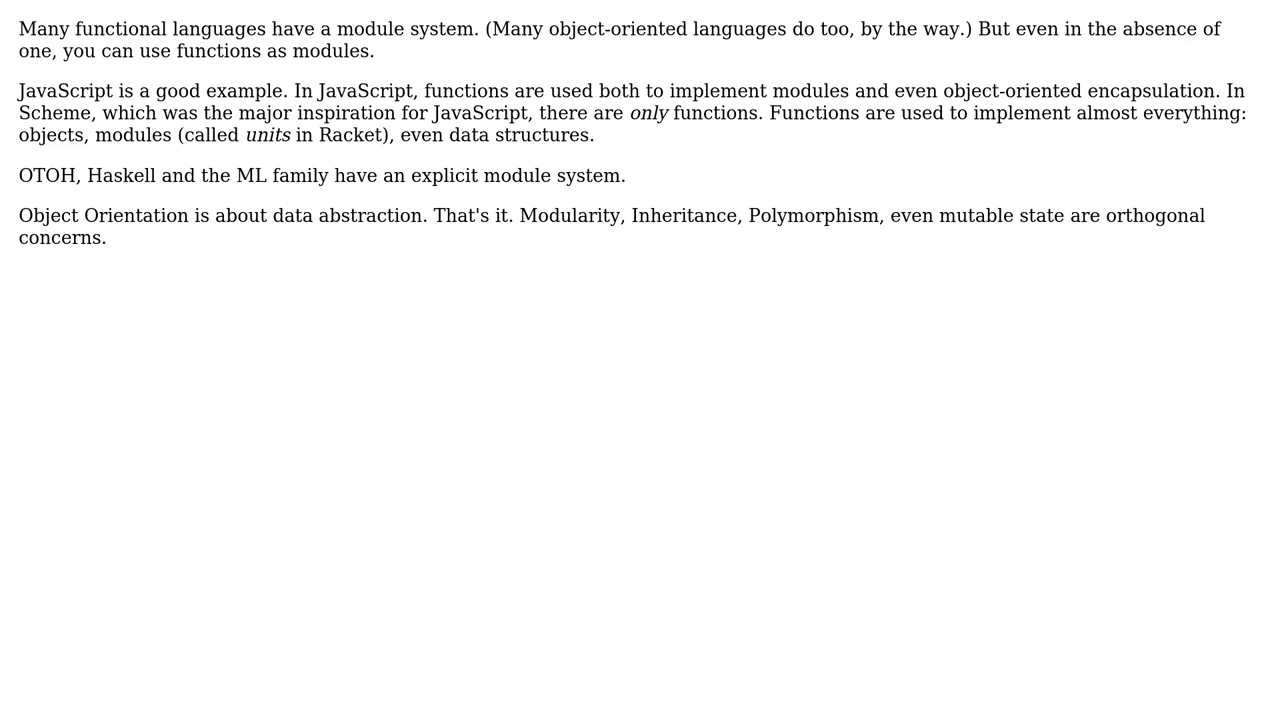 Many functional languages have a module system. (Many object-oriented languages do too, by the way.) But even in the absence of
one, you can use functions as modules.
JavaScript is a good example. In JavaScript, functions are used both to implement modules and even object-oriented encapsulation. In
Scheme, which was the major inspiration for JavaScript, there are only functions. Functions are used to implement almost everything:
objects, modules (called units in Racket), even data structures.
OTOH, Haskell and the ML family have an explicit module system.
Object Orientation is about data abstraction. That's it. Modularity, Inheritance, Polymorphism, even mutable state are orthogonal
concerns.